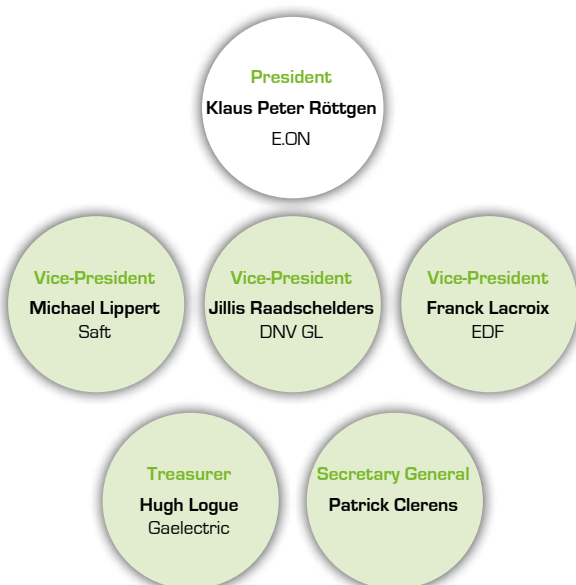 President
Klaus Peter Röttgen
E.ON
Vice-President
Michael Lippert
Saft
Vice-President
Jillis Raadschelders
DNV GL
Vice-President
Franck Lacroix
EDF
Treasurer
Hugh Logue
Gaelectric
Secretary General
Patrick Clerens